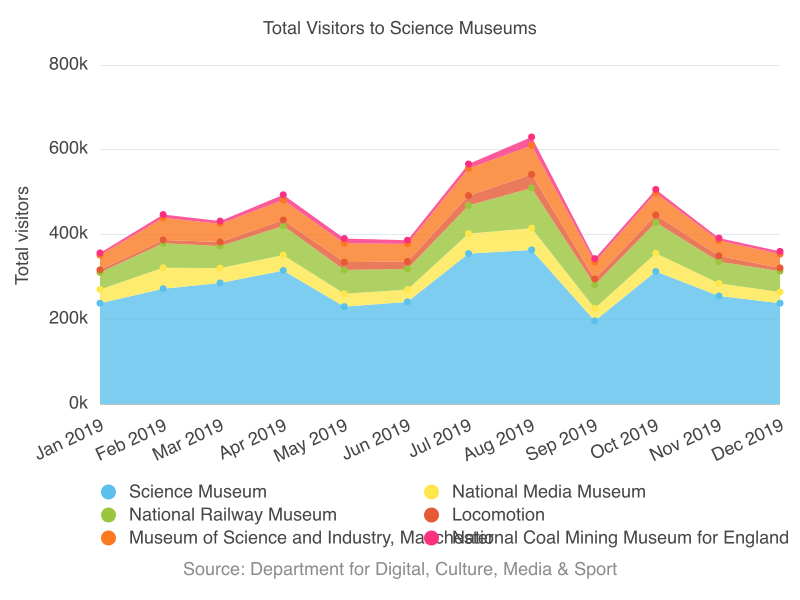 Total Visitors to Science Museums
800k
600k
400k
200k
0k
Total visitors
Jan 2019
Feb 2019
Mar 2019
Apr 2019
May 2019
Jun 2019
Jul 2019
Aug 2019
Sep 2019
Oct 2019
Nov 2019
Dec 2019
Science Museum
National Media Museum
National Railway Museum
Locomotion
Museum of Science and Industry, Manchester
National Coal Mining Museum for England
Source: Department for Digital, Culture, Media & Sport